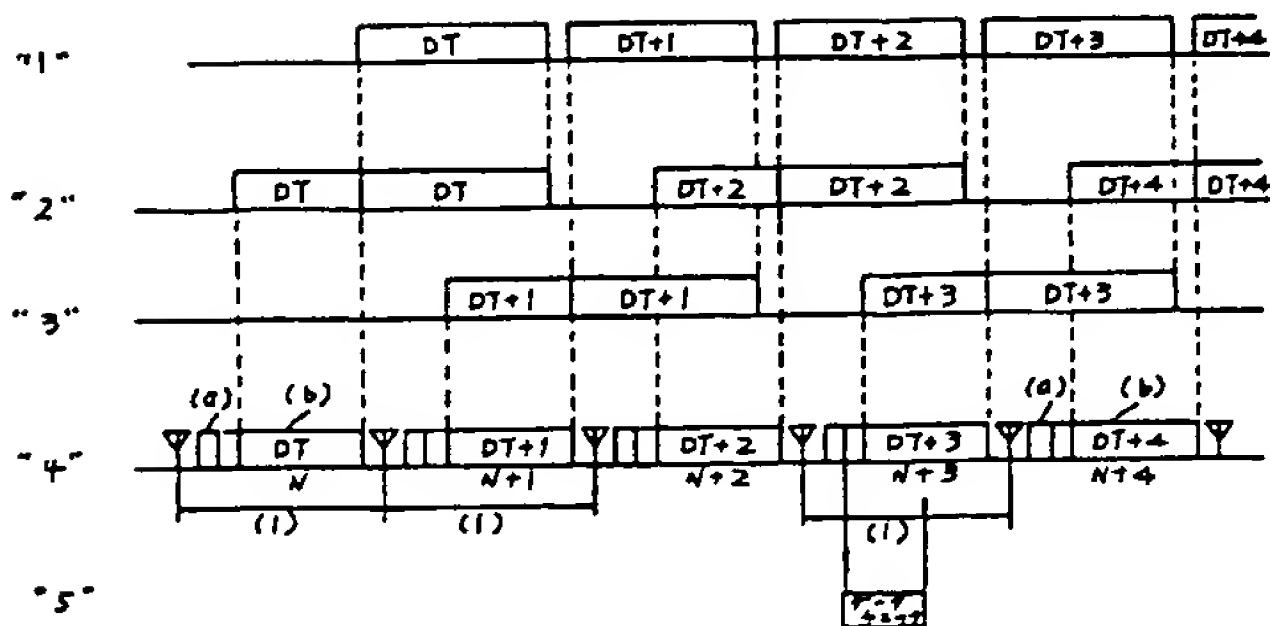 "1" DT DT+1 DT+2 DT+3 DT+4
"2" DT DT DT+2 DT+2 DT+4 DT+4
"3" DT+1 DT+1 DT+3 DT+3
(a) (b) (a) (b)
"4" DT DT+1 DT+2 DT+3 DT+4
N N+1 N+2 N+3 N+4
(1) (1) (1)
"5"